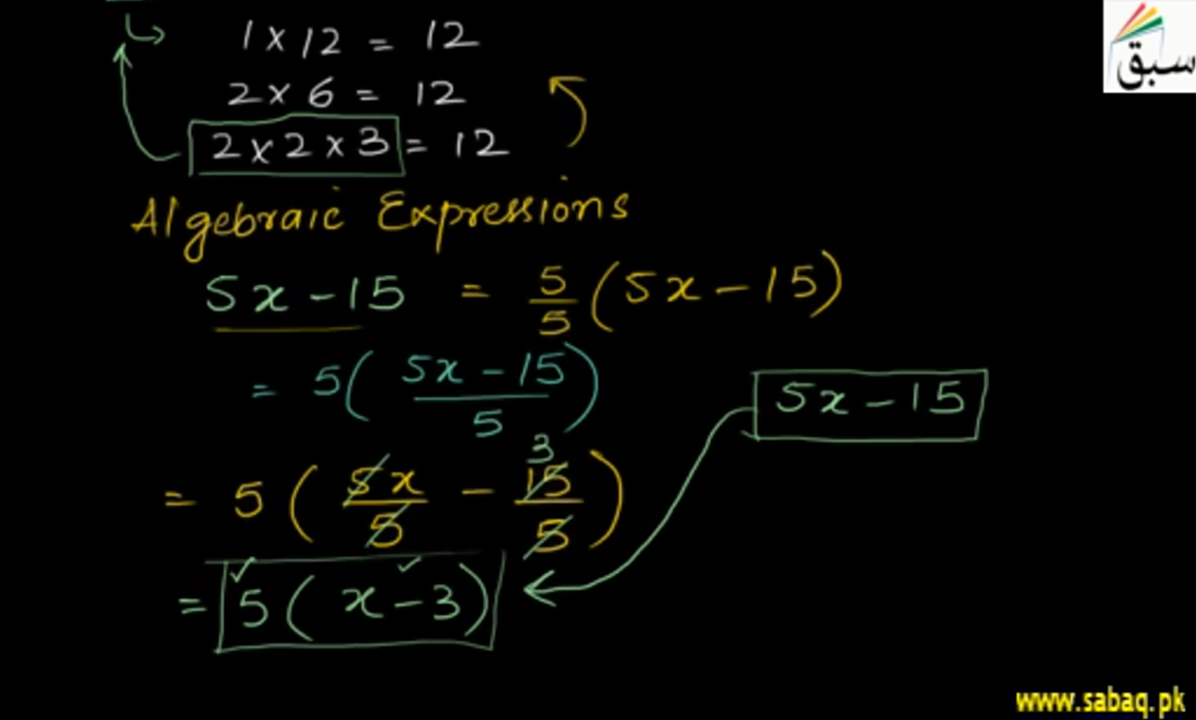 سبق
↳ 1 × 12 = 12
2 × 6 = 12
2 × 2 × 3 = 12
Algebraic Expressions
5x - 15 = 5/5 (5x - 15)
= 5( (5x - 15)/5 )
5x - 15
= 5 ( 5x/5 - 15/5 ) 3
= 5 ( x - 3 )
www.sabaq.pk